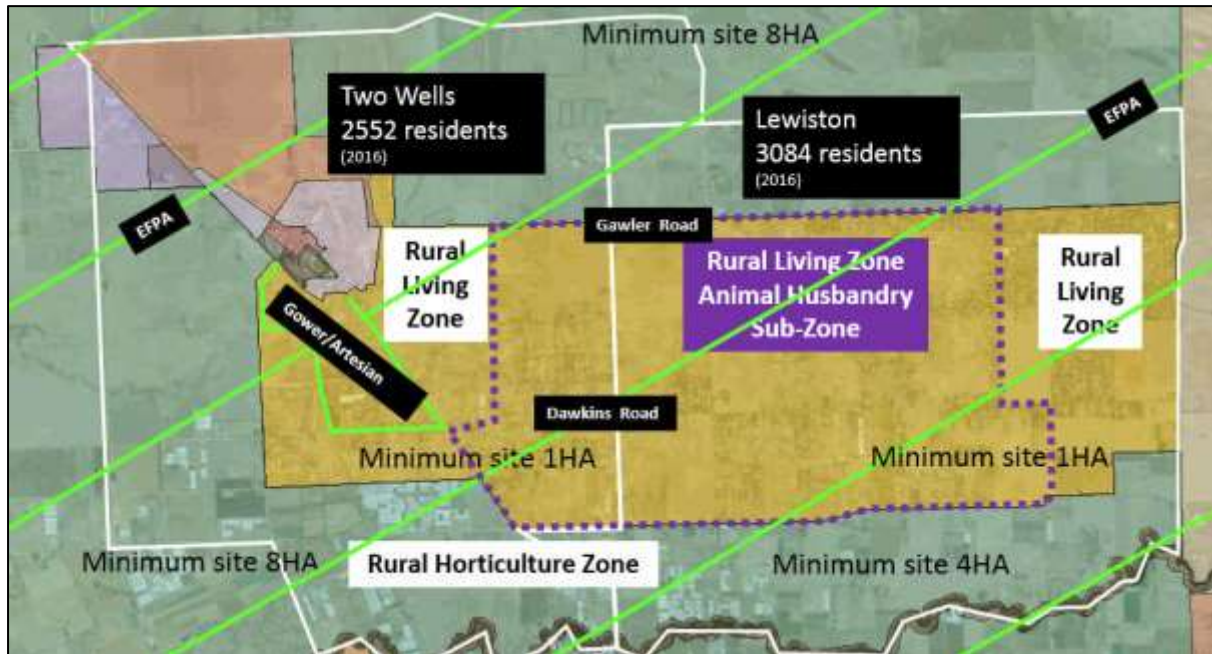 Minimum site 8HA
Two Wells
2552 residents
(2016)
Lewiston
3084 residents
(2016)
EFPA
EFPA
Gawler Road
Rural
Living
Zone
Rural Living Zone
Animal Husbandry
Sub-Zone
Rural
Living
Zone
Gower/Artesian
Dawkins Road
Minimum site 1HA
Minimum site 1HA
Minimum site 8HA
Rural Horticulture Zone
Minimum site 4HA